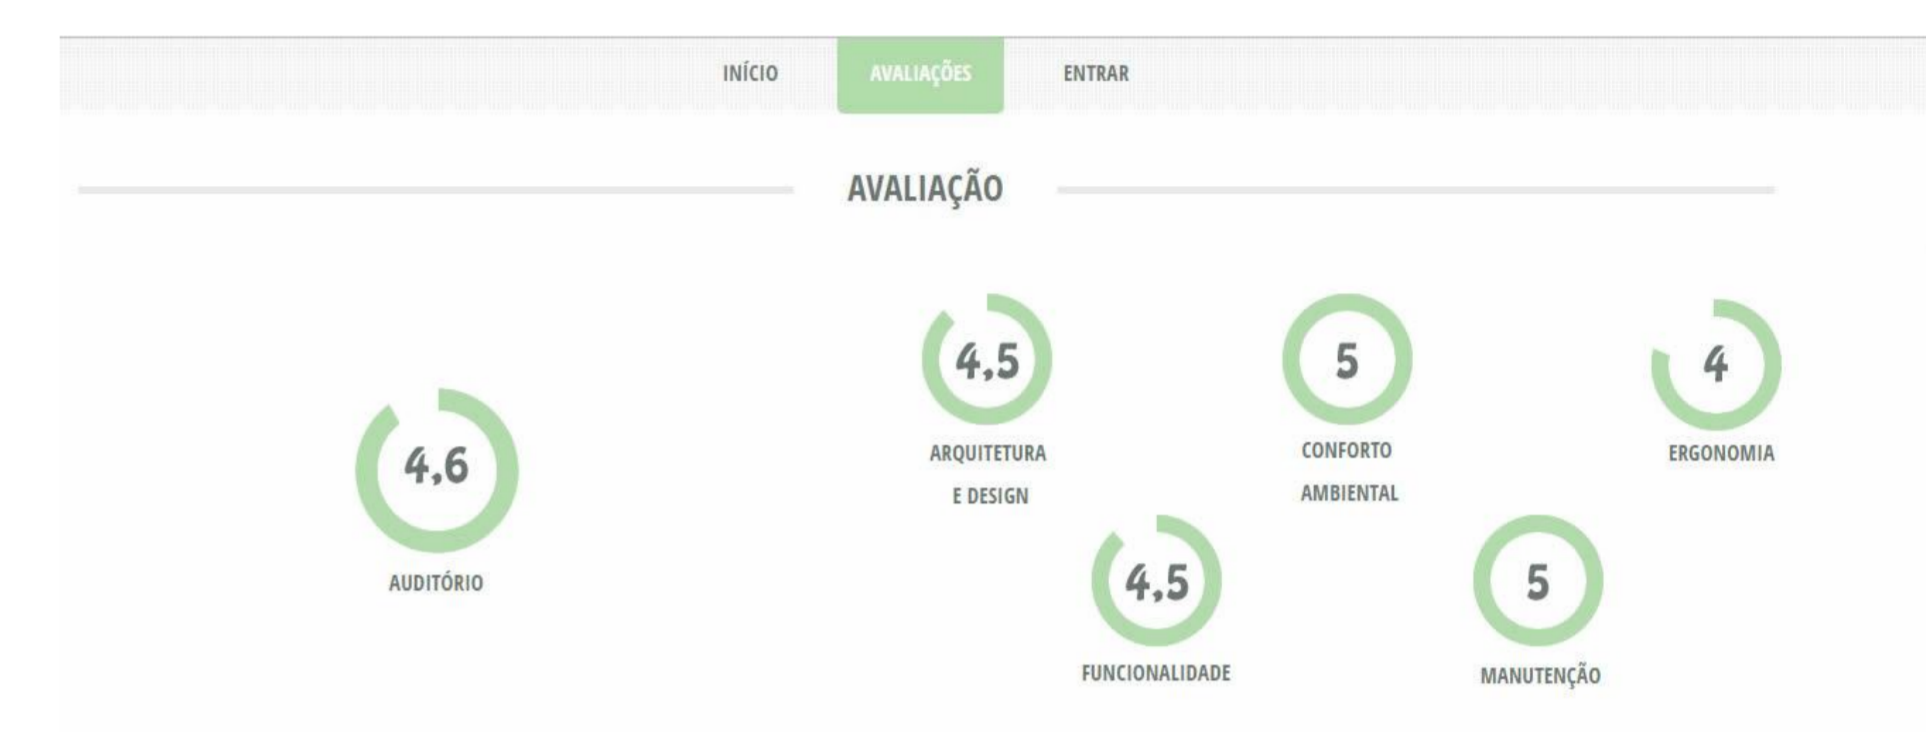 INÍCIO
AVALIAÇÕES
ENTRAR
AVALIAÇÃO
4,6
AUDITÓRIO
4,5
ARQUITETURA
E DESIGN
5
CONFORTO
AMBIENTAL
4
ERGONOMIA
4,5
FUNCIONALIDADE
5
MANUTENÇÃO